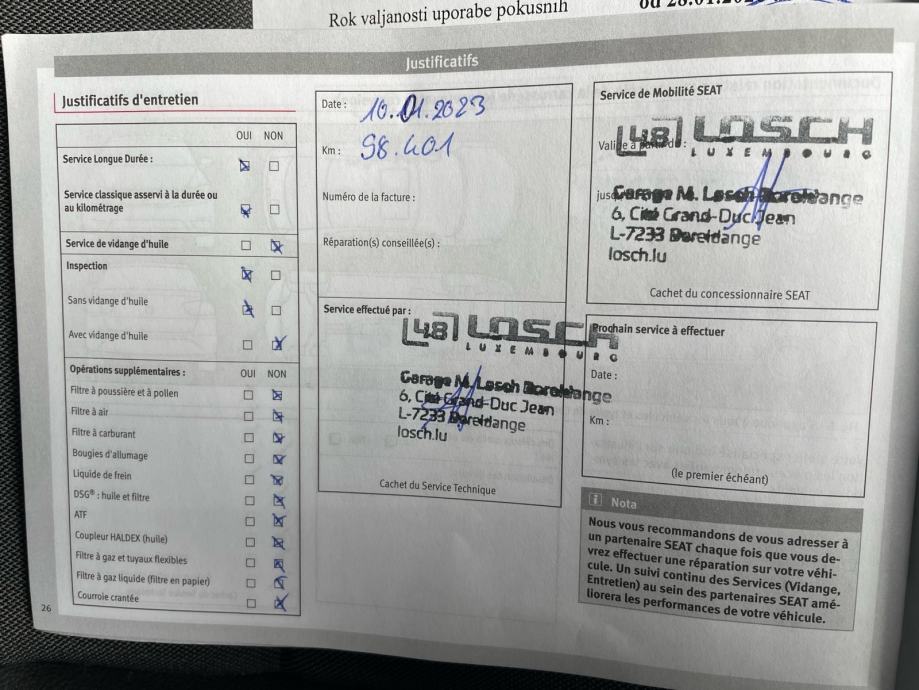 Rok valjanosti uporabe pokusnih
Justificatifs
Justificatifs d'entretien
OUI NON
Service Longue Durée :
Service classique asservi à la durée ou
au kilométrage
Service de vidange d'huile
Inspection
Sans vidange d'huile
Avec vidange d'huile
Opérations supplémentaires : OUI NON
Filtre à poussière et à pollen
Filtre à air
Filtre à carburant
Bougies d'allumage
Liquide de frein
DSG® : huile et filtre
ATF
Coupleur HALDEX (huile)
Filtre à gaz et tuyaux flexibles
Filtre à gaz liquide (filtre en papier)
Courroie crantée
26
Date : 10.01.2023
Km : 98.401
Numéro de la facture :
Réparation(s) conseillée(s) :
Service effectué par :
48 LOSCH
LUXEMBOURG
Garage M. Losch Bereldange
6, Cité Grand-Duc Jean
L-7233 Bereldange
losch.lu
Cachet du Service Technique
Service de Mobilité SEAT
48 LOSCH
LUXEMBOURG
Garage M. Losch Bereldange
6, Cité Grand-Duc Jean
L-7233 Bereldange
losch.lu
Cachet du concessionnaire SEAT
Prochain service à effectuer
Date :
Km :
(le premier échéant)
Nota
Nous vous recommandons de vous adresser à
un partenaire SEAT chaque fois que vous de-
vrez effectuer une réparation sur votre véhi-
cule. Un suivi continu des Services (Vidange,
Entretien) au sein des partenaires SEAT amé-
liorera les performances de votre véhicule.